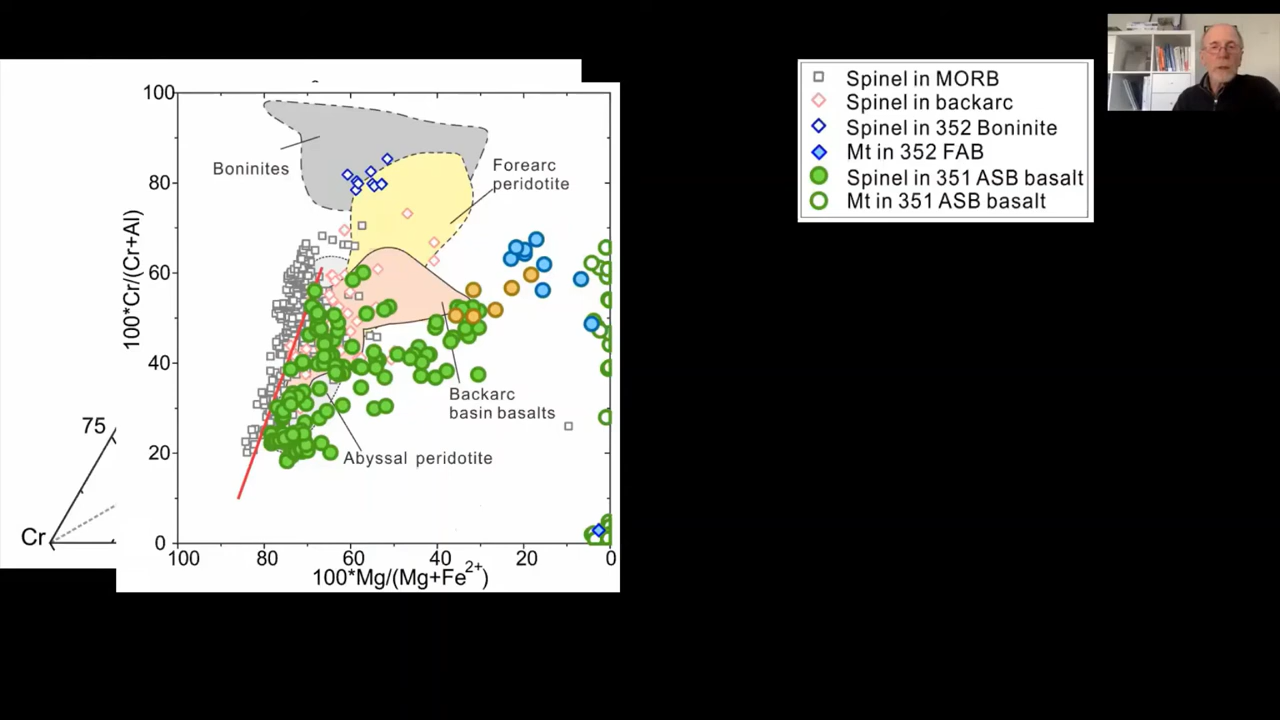 Spinel in MORB
Spinel in backarc
Spinel in 352 Boninite
Mt in 352 FAB
Spinel in 351 ASB basalt
Mt in 351 ASB basalt
100
80
60
40
20
0
100*Cr/(Cr+Al)
Boninites
Forearc
peridotite
Backarc
basin basalts
Abyssal peridotite
100 80 60 40 20 0
100*Mg/(Mg+Fe²⁺)
75
Cr